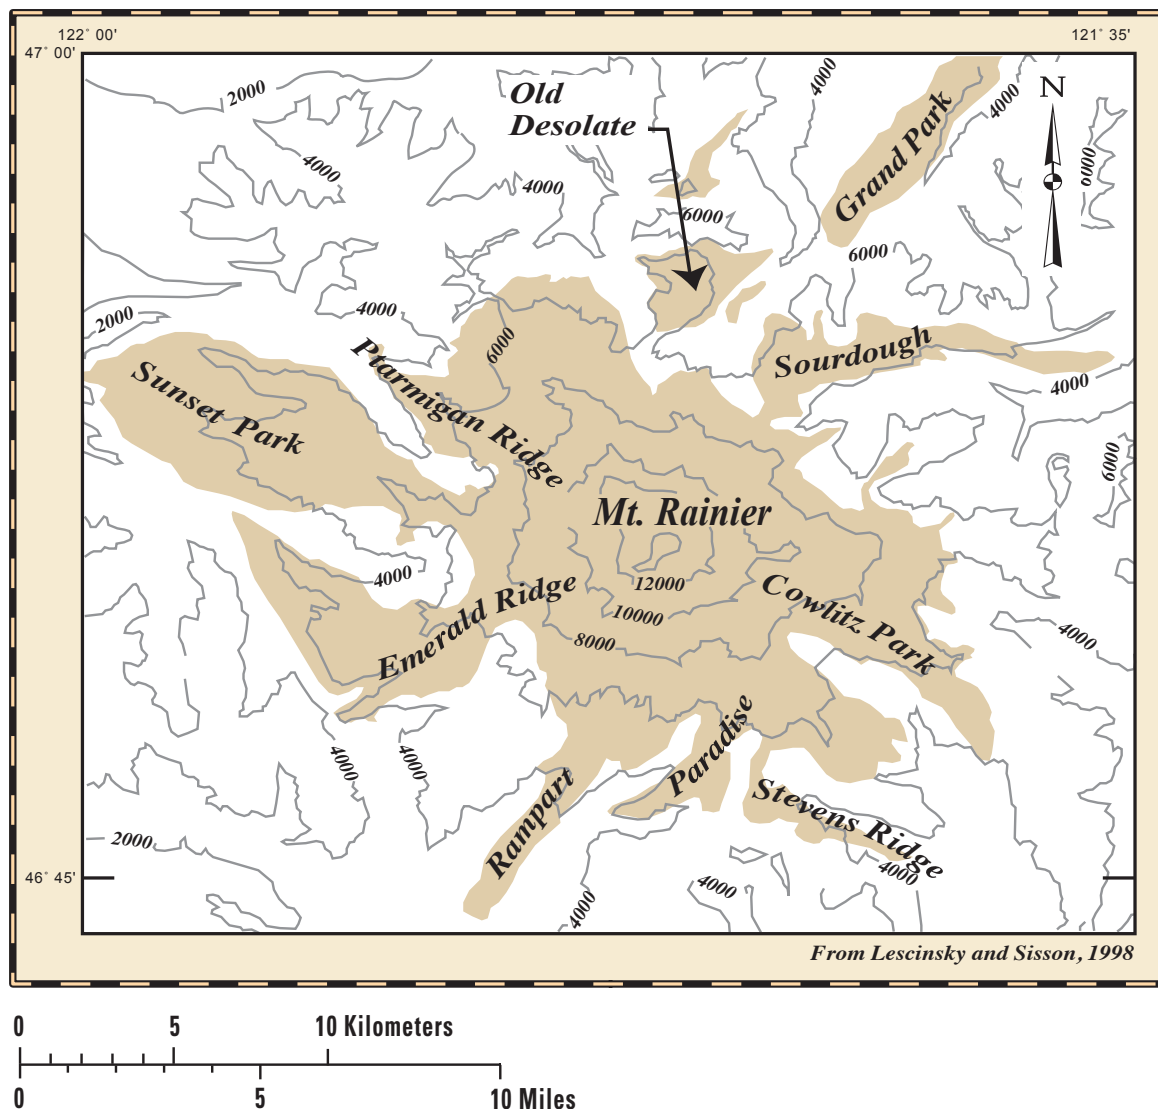 122° 00'
121° 35'
47° 00'
2000
4000
Old
Desolate
4000
4000
Grand Park
N
6000
4000
6000
6000
2000
4000
6000
Ptarmigan Ridge
Sourdough
4000
Sunset Park
6000
Mt. Rainier
4000
12000
10000
8000
Emerald Ridge
Cowlitz Park
4000
4000
4000
Paradise
Rampart
Stevens Ridge
2000
46° 45'
4000
4000
4000
From Lescinsky and Sisson, 1998
0 5 10 Kilometers
0 5 10 Miles